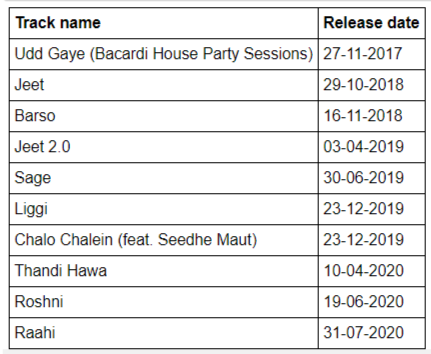 Track name Release date
Udd Gaye (Bacardi House Party Sessions) 27-11-2017
Jeet 29-10-2018
Barso 16-11-2018
Jeet 2.0 03-04-2019
Sage 30-06-2019
Liggi 23-12-2019
Chalo Chalein (feat. Seedhe Maut) 23-12-2019
Thandi Hawa 10-04-2020
Roshni 19-06-2020
Raahi 31-07-2020